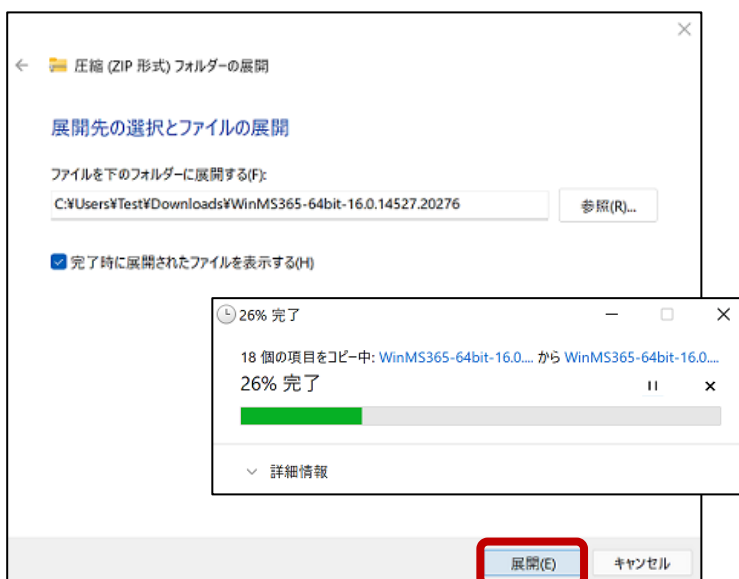 圧縮 (ZIP 形式) フォルダーの展開
展開先の選択とファイルの展開
ファイルを下のフォルダーに展開する(F):
C:¥Users¥Test¥Downloads¥WinMS365-64bit-16.0.14527.20276
参照(R)...
完了時に展開されたファイルを表示する(H)
26% 完了
18 個の項目をコピー中: WinMS365-64bit-16.0.... から WinMS365-64bit-16.0....
26% 完了
詳細情報
展開(E)
キャンセル